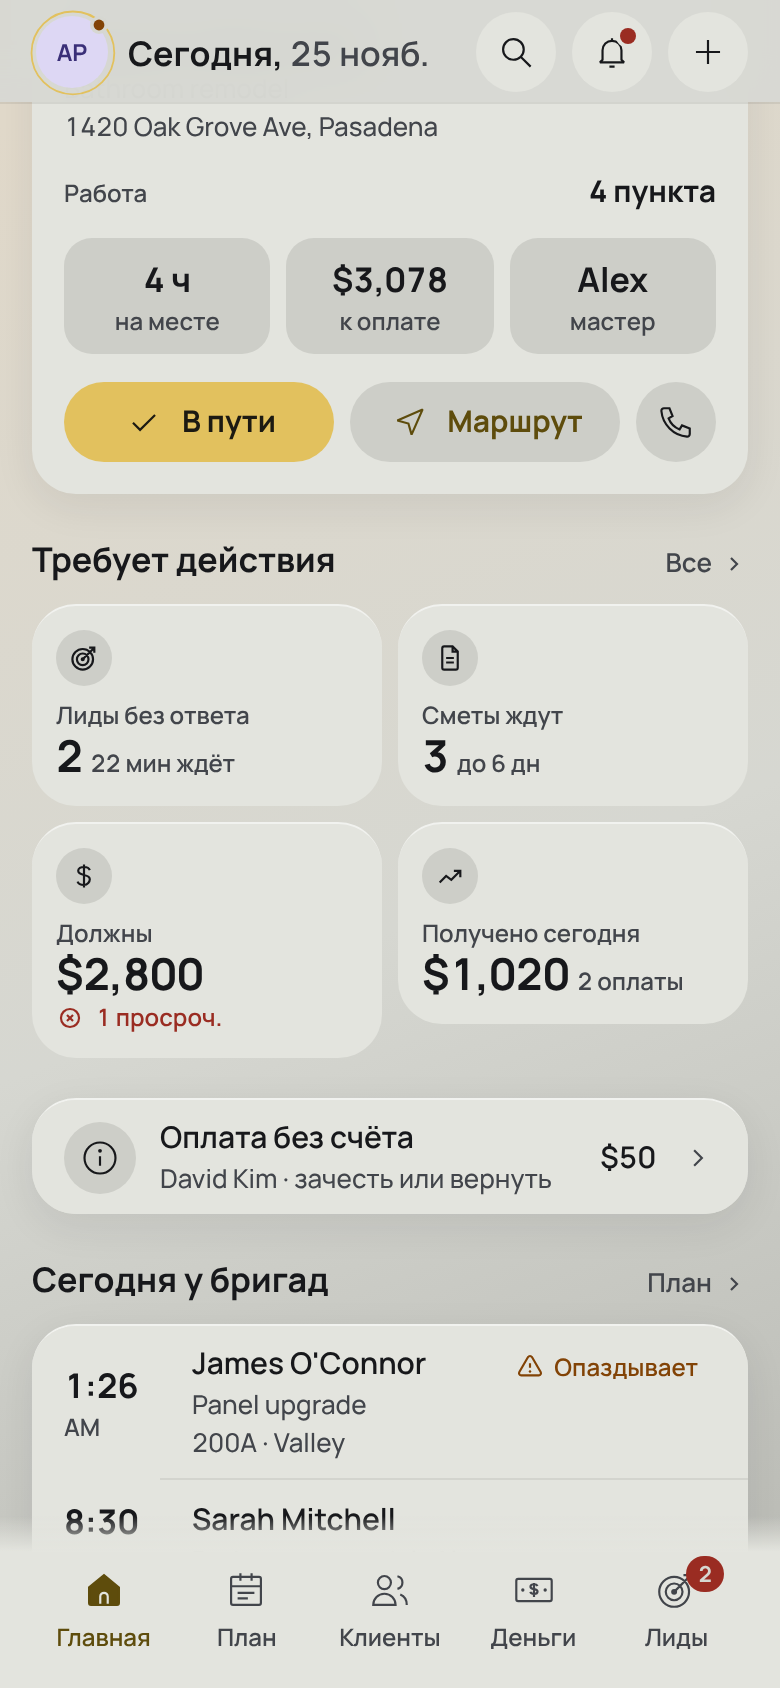 AP
Сегодня, 25 нояб.
1420 Oak Grove Ave, Pasadena
Работа
4 пункта
4 ч
на месте
$3,078
к оплате
Alex
мастер
В пути
Маршрут
Требует действия
Все
Лиды без ответа
2 22 мин ждёт
Сметы ждут
3 до 6 дн
Должны
$2,800
1 просроч.
Получено сегодня
$1,020 2 оплаты
Оплата без счёта
David Kim · зачесть или вернуть
$50
Сегодня у бригад
План
1:26
AM
James O'Connor
Опаздывает
Panel upgrade
200A · Valley
8:30
Sarah Mitchell
Главная
План
Клиенты
Деньги
Лиды
2